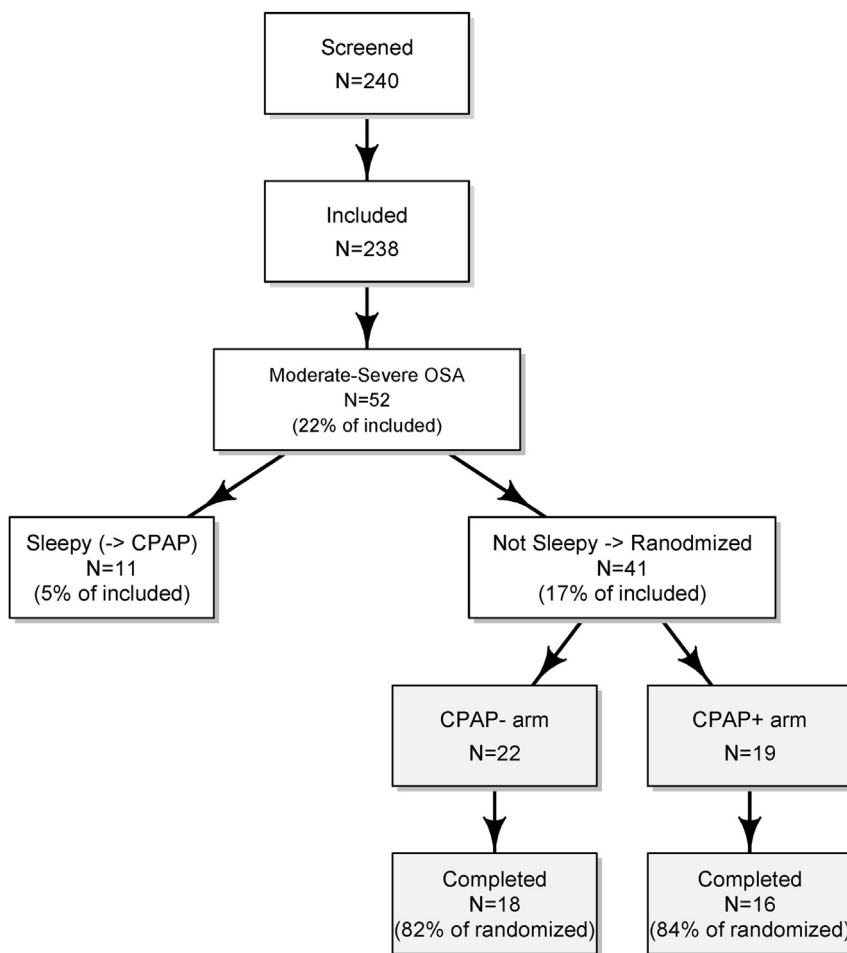 Screened
N=240
Included
N=238
Moderate-Severe OSA
N=52
(22% of included)
Sleepy (-> CPAP)
N=11
(5% of included)
Not Sleepy -> Ranodmized
N=41
(17% of included)
CPAP- arm
N=22
CPAP+ arm
N=19
Completed
N=18
(82% of randomized)
Completed
N=16
(84% of randomized)